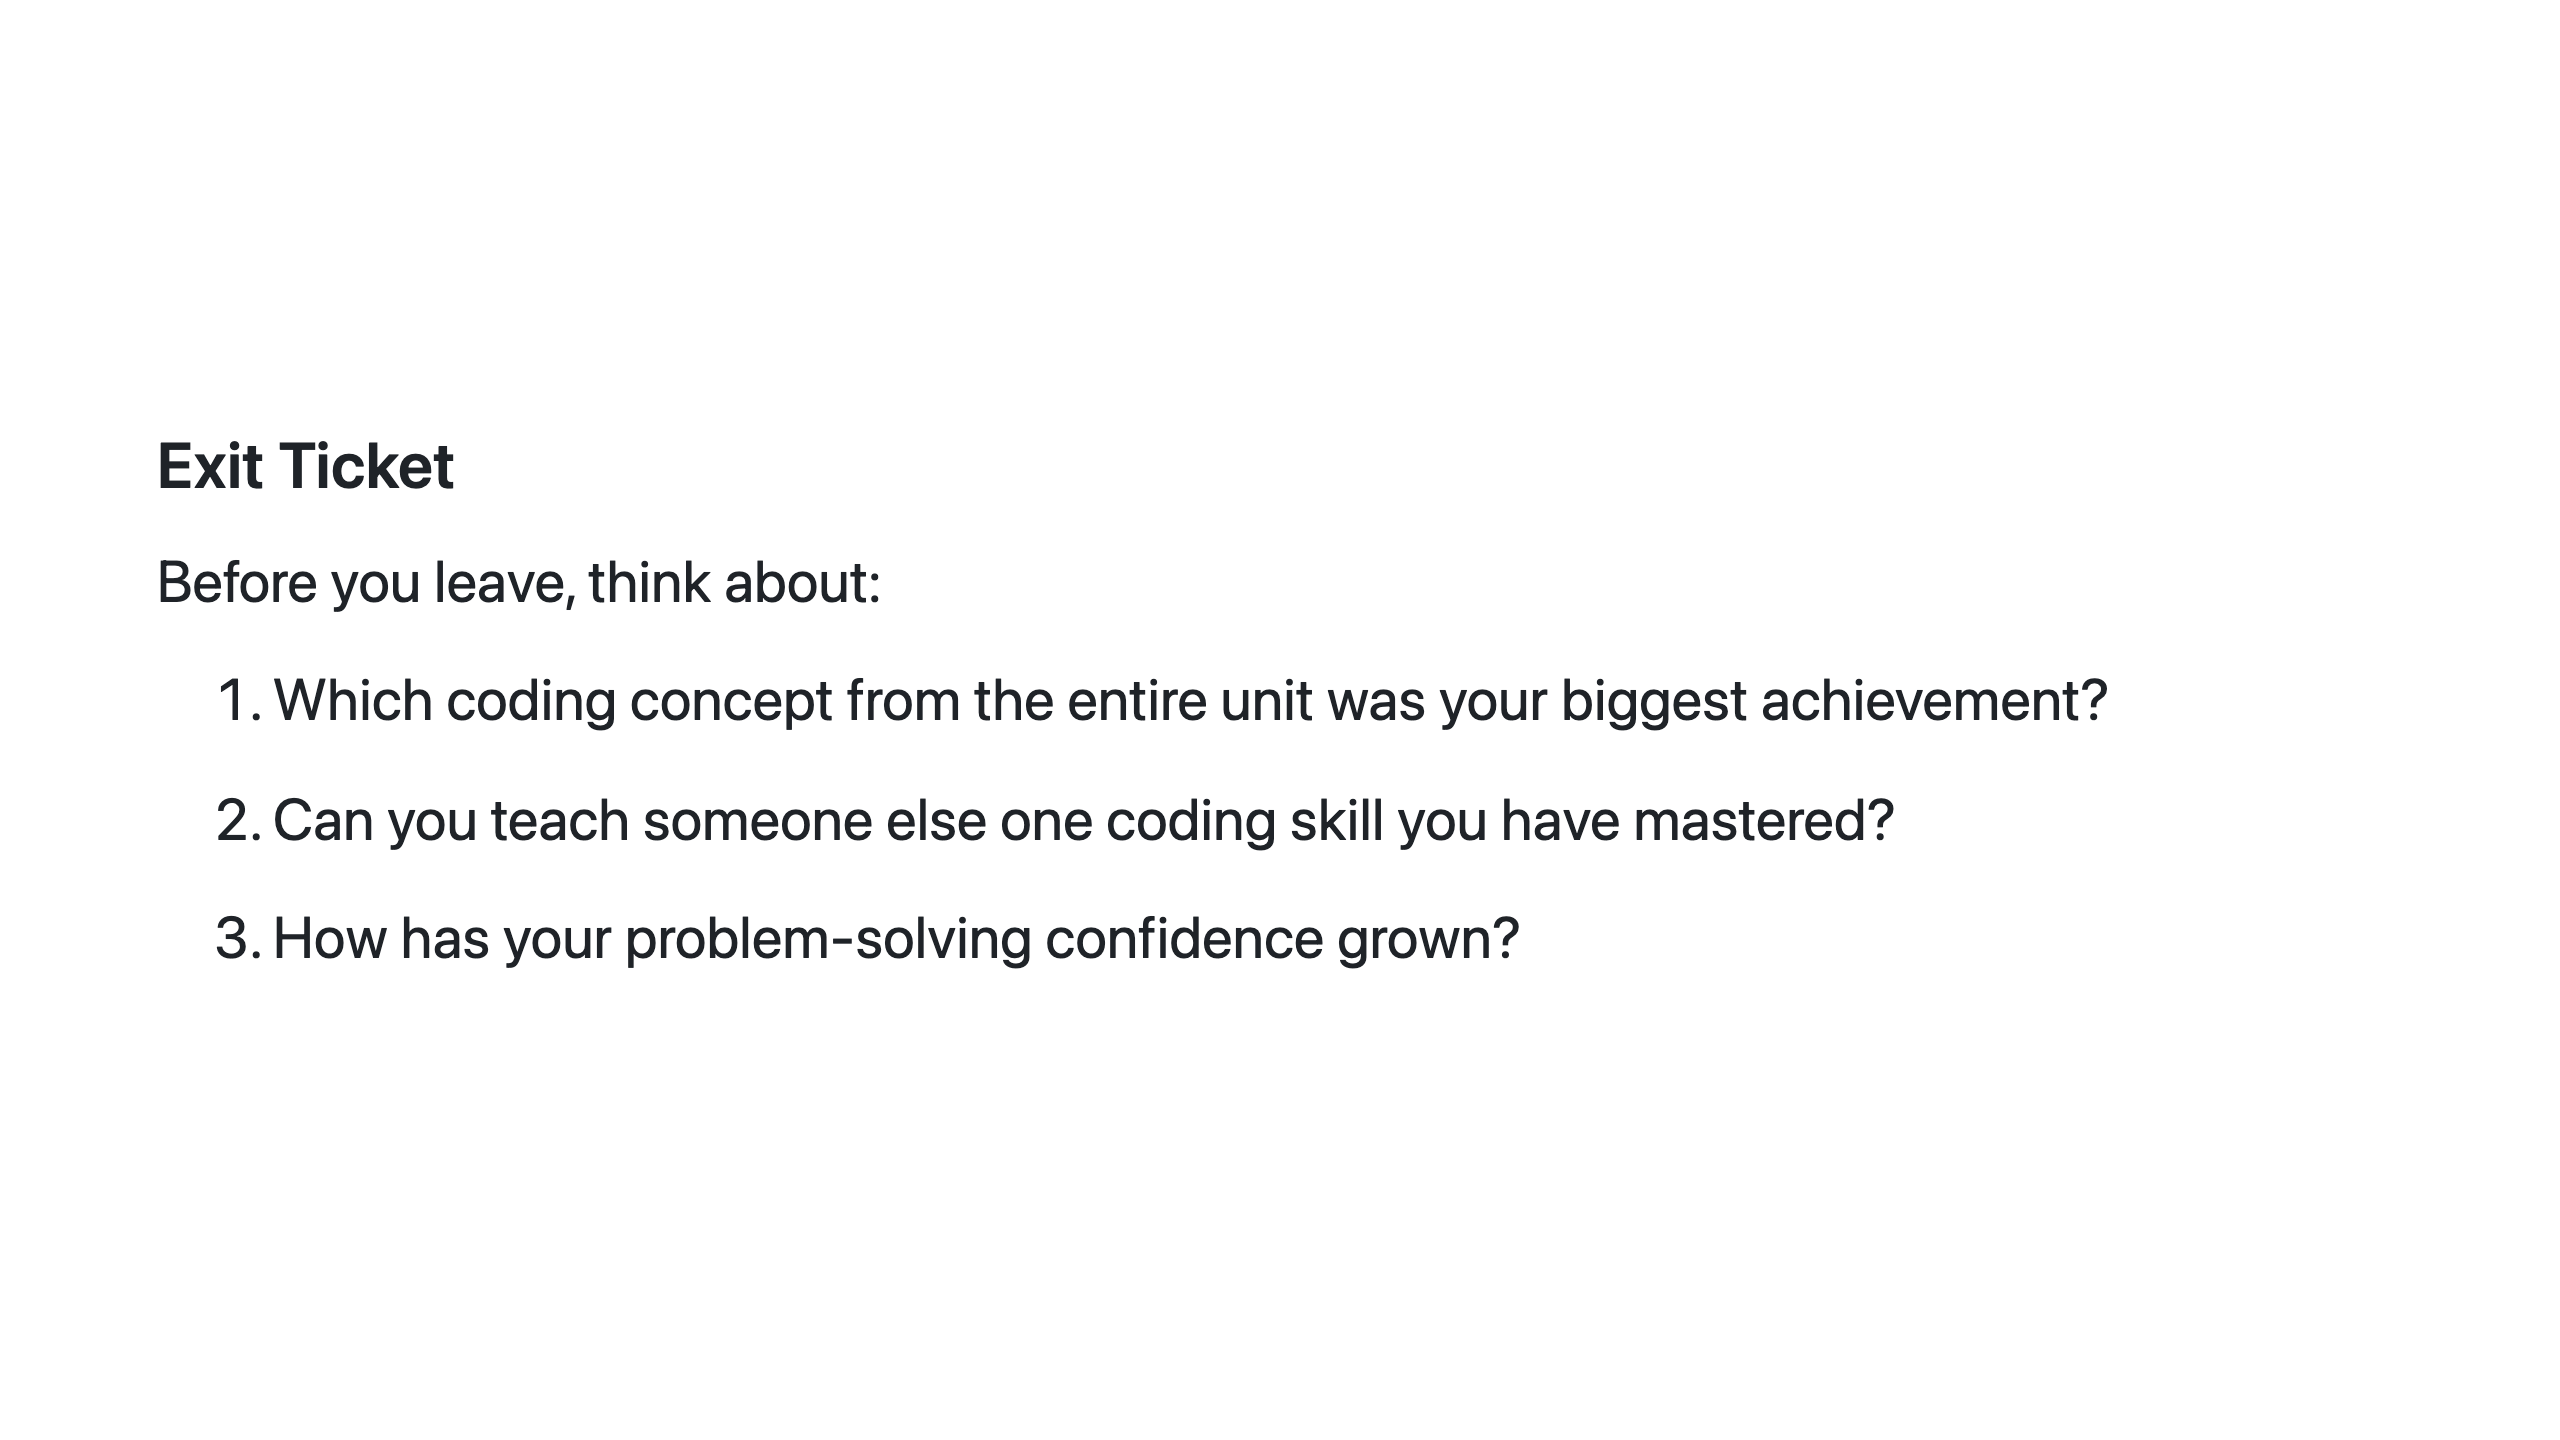 Exit Ticket
Before you leave, think about:
1. Which coding concept from the entire unit was your biggest achievement?
2. Can you teach someone else one coding skill you have mastered?
3. How has your problem-solving confidence grown?